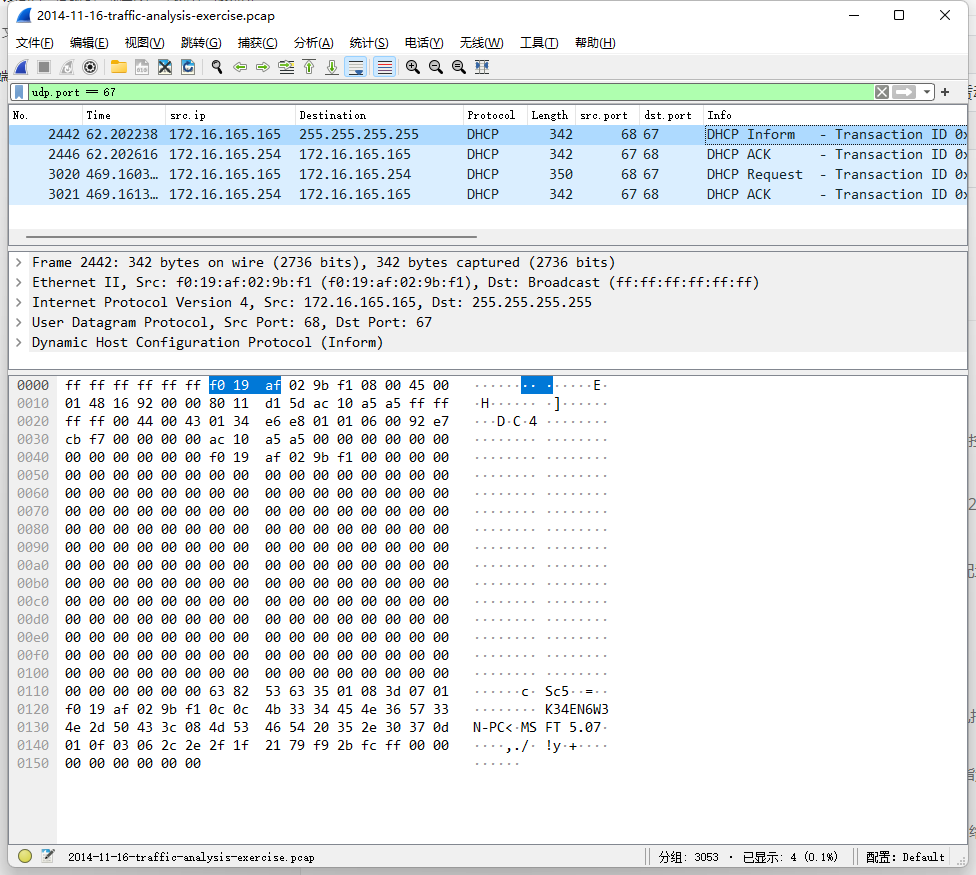 2014-11-16-traffic-analysis-exercise.pcap
文件(F) 编辑(E) 视图(V) 跳转(G) 捕获(C) 分析(A) 统计(S) 电话(Y) 无线(W) 工具(T) 帮助(H)
udp.port == 67
No. Time src.ip Destination Protocol Length src.port dst.port Info
2442 62.202238 172.16.165.165 255.255.255.255 DHCP 342 68 67 DHCP Inform - Transaction ID 0x
2446 62.202616 172.16.165.254 172.16.165.165 DHCP 342 67 68 DHCP ACK - Transaction ID 0x
3020 469.1603… 172.16.165.165 172.16.165.254 DHCP 350 68 67 DHCP Request - Transaction ID 0x
3021 469.1613… 172.16.165.254 172.16.165.165 DHCP 342 67 68 DHCP ACK - Transaction ID 0x
Frame 2442: 342 bytes on wire (2736 bits), 342 bytes captured (2736 bits)
Ethernet II, Src: f0:19:af:02:9b:f1 (f0:19:af:02:9b:f1), Dst: Broadcast (ff:ff:ff:ff:ff:ff)
Internet Protocol Version 4, Src: 172.16.165.165, Dst: 255.255.255.255
User Datagram Protocol, Src Port: 68, Dst Port: 67
Dynamic Host Configuration Protocol (Inform)
0000 ff ff ff ff ff ff f0 19 af 02 9b f1 08 00 45 00 ········ ······E·
0010 01 48 16 92 00 00 80 11 d1 5d ac 10 a5 a5 ff ff ·H······ ·]······
0020 ff ff 00 44 00 43 01 34 e6 e8 01 01 06 00 92 e7 ···D·C·4 ········
0030 cb f7 00 00 00 00 ac 10 a5 a5 00 00 00 00 00 00 ········ ········
0040 00 00 00 00 00 00 f0 19 af 02 9b f1 00 00 00 00 ········ ········
0050 00 00 00 00 00 00 00 00 00 00 00 00 00 00 00 00 ········ ········
0060 00 00 00 00 00 00 00 00 00 00 00 00 00 00 00 00 ········ ········
0070 00 00 00 00 00 00 00 00 00 00 00 00 00 00 00 00 ········ ········
0080 00 00 00 00 00 00 00 00 00 00 00 00 00 00 00 00 ········ ········
0090 00 00 00 00 00 00 00 00 00 00 00 00 00 00 00 00 ········ ········
00a0 00 00 00 00 00 00 00 00 00 00 00 00 00 00 00 00 ········ ········
00b0 00 00 00 00 00 00 00 00 00 00 00 00 00 00 00 00 ········ ········
00c0 00 00 00 00 00 00 00 00 00 00 00 00 00 00 00 00 ········ ········
00d0 00 00 00 00 00 00 00 00 00 00 00 00 00 00 00 00 ········ ········
00e0 00 00 00 00 00 00 00 00 00 00 00 00 00 00 00 00 ········ ········
00f0 00 00 00 00 00 00 00 00 00 00 00 00 00 00 00 00 ········ ········
0100 00 00 00 00 00 00 00 00 00 00 00 00 00 00 00 00 ········ ········
0110 00 00 00 00 00 00 63 82 53 63 35 01 08 3d 07 01 ······c· Sc5··=··
0120 f0 19 af 02 9b f1 0c 0c 4b 33 34 45 4e 36 57 33 ········ K34EN6W3
0130 4e 2d 50 43 3c 08 4d 53 46 54 20 35 2e 30 37 0d N-PC<·MS FT 5.07·
0140 01 0f 03 06 2c 2e 2f 1f 21 79 f9 2b fc ff 00 00 ····,./· !y·+····
0150 00 00 00 00 00 00 ······
2014-11-16-traffic-analysis-exercise.pcap 分组: 3053 · 已显示: 4 (0.1%) 配置: Default